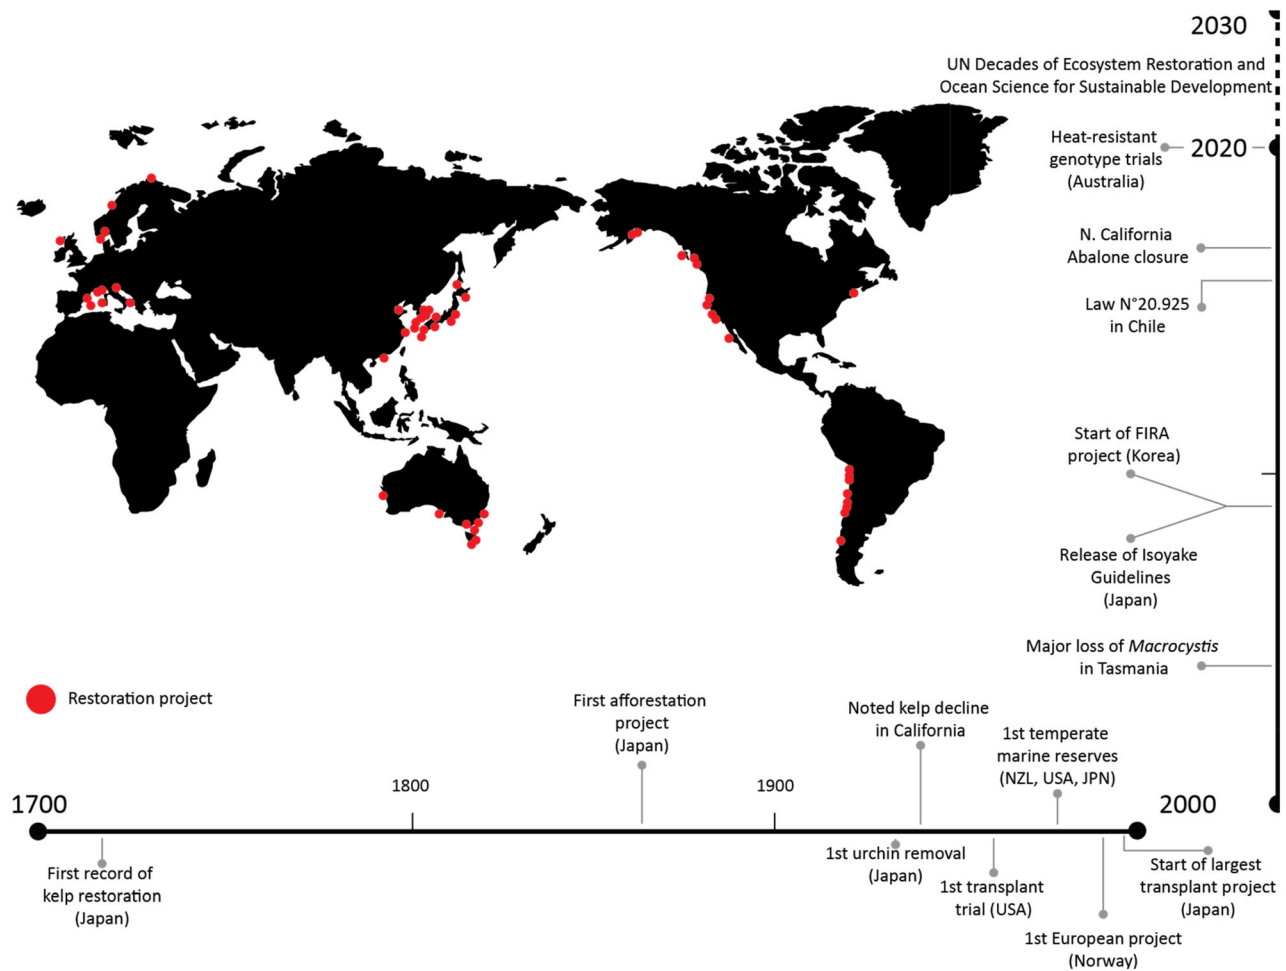 2030
UN Decades of Ecosystem Restoration and
Ocean Science for Sustainable Development
Heat-resistant
genotype trials
(Australia)
2020
N. California
Abalone closure
Law N°20.925
in Chile
Start of FIRA
project (Korea)
Release of Isoyake
Guidelines
(Japan)
Major loss of Macrocystis
in Tasmania
Restoration project
First afforestation
project
(Japan)
Noted kelp decline
in California
1st temperate
marine reserves
(NZL, USA, JPN)
1700
1800
1900
2000
First record of
kelp restoration
(Japan)
1st urchin removal
(Japan)
1st transplant
trial (USA)
1st European project
(Norway)
Start of largest
transplant project
(Japan)